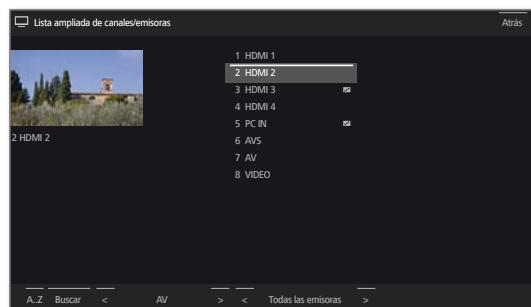 Lista ampliada de canales/emisoras
Atrás
1 HDMI 1
2 HDMI 2
3 HDMI 3
4 HDMI 4
5 PC IN
6 AVS
7 AV
8 VIDEO
2 HDMI 2
A..Z Buscar < AV > < Todas las emisoras >